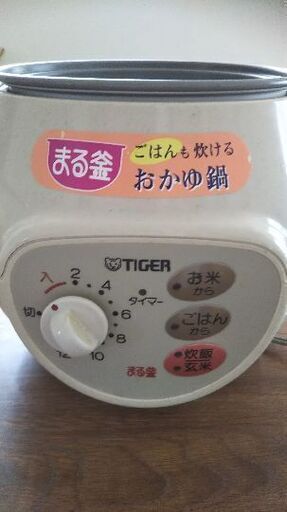 まる釜
ごはんも炊ける
おかゆ鍋
TIGER
入
2
4
6
8
10
12
切
タイマー
お米
から
ごはん
から
炊飯
玄米
まる釜